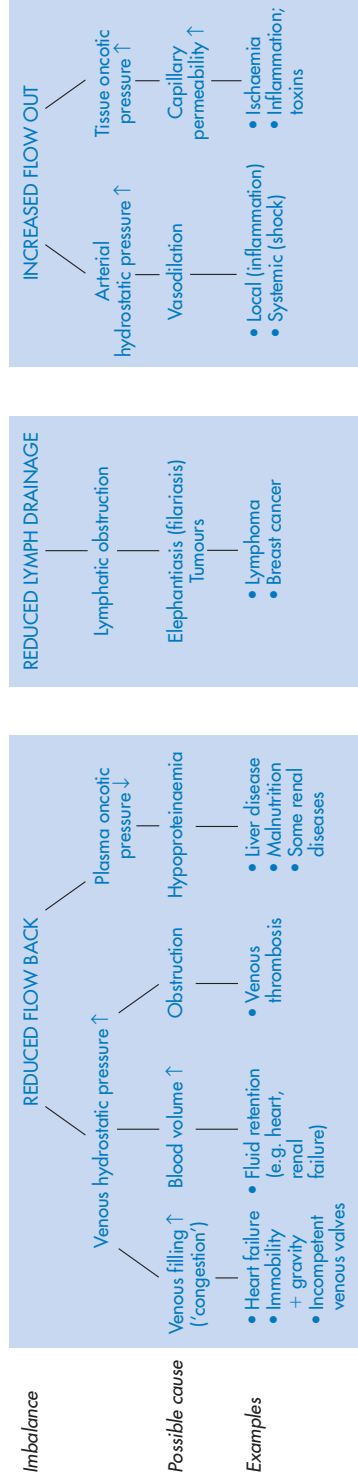 Imbalance
Possible cause
Examples
REDUCED FLOW BACK
Venous hydrostatic pressure ↑
Plasma oncotic
pressure ↓
Venous filling ↑
('congestion')
Blood volume ↑
Obstruction
Hypoproteinaemia
• Heart failure
• Immobility
+ gravity
• Incompetent
venous valves
• Fluid retention
(e.g. heart,
renal
failure)
• Venous
thrombosis
• Liver disease
• Malnutrition
• Some renal
diseases
REDUCED LYMPH DRAINAGE
Lymphatic obstruction
Elephantiasis (filariasis)
Tumours
• Lymphoma
• Breast cancer
INCREASED FLOW OUT
Arterial
hydrostatic pressure ↑
Tissue oncotic
pressure ↑
Vasodilation
Capillary
permeability ↑
• Local (inflammation)
• Systemic (shock)
• Ischaemia
• Inflammation;
toxins